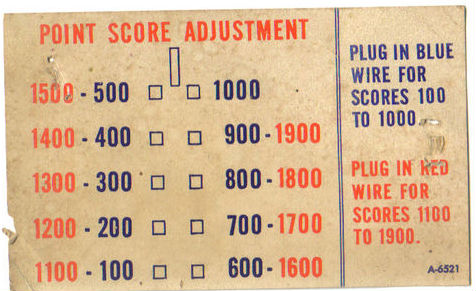 POINT SCORE ADJUSTMENT
1500 - 500 1000
1400 - 400 900 - 1900
1300 - 300 800 - 1800
1200 - 200 700 - 1700
1100 - 100 600 - 1600
PLUG IN BLUE
WIRE FOR
SCORES 100
TO 1000.
PLUG IN RED
WIRE FOR
SCORES 1100
TO 1900.
A-6521